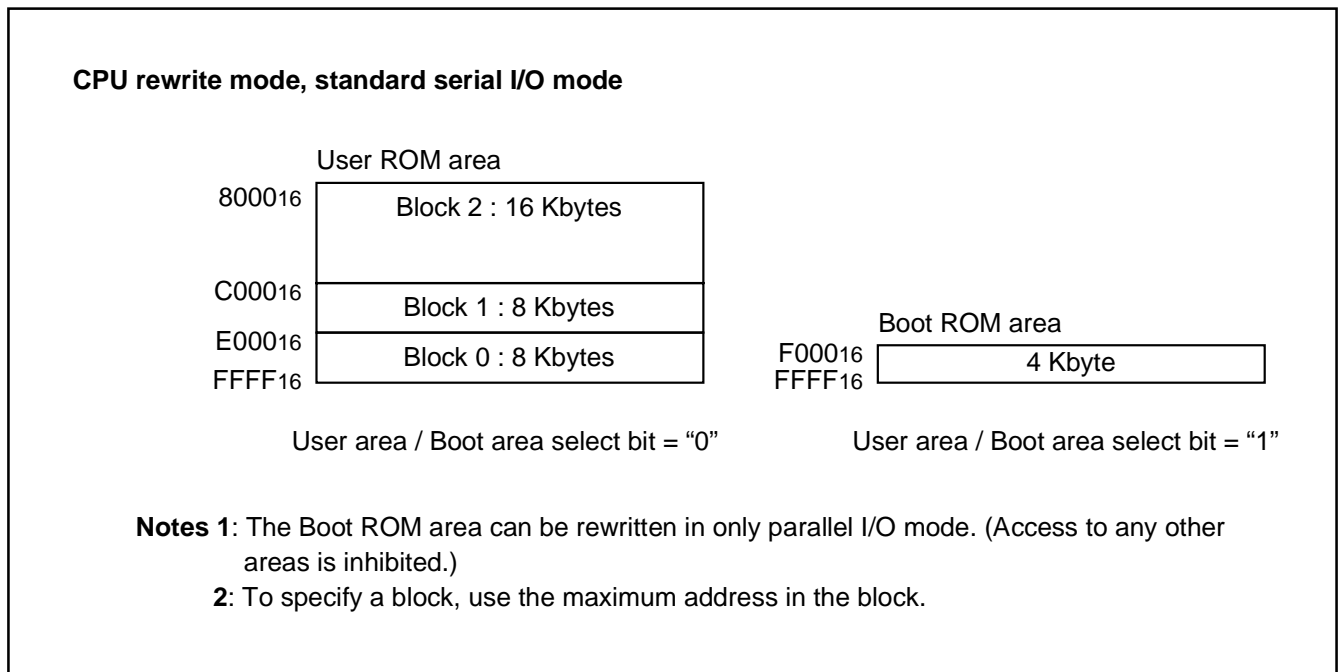 CPU rewrite mode, standard serial I/O mode
User ROM area
800016
Block 2 : 16 Kbytes
C00016
Block 1 : 8 Kbytes
E00016
Block 0 : 8 Kbytes
FFFF16
User area / Boot area select bit = “0”
Boot ROM area
F00016
4 Kbyte
FFFF16
User area / Boot area select bit = “1”
Notes 1: The Boot ROM area can be rewritten in only parallel I/O mode. (Access to any other
areas is inhibited.)
2: To specify a block, use the maximum address in the block.